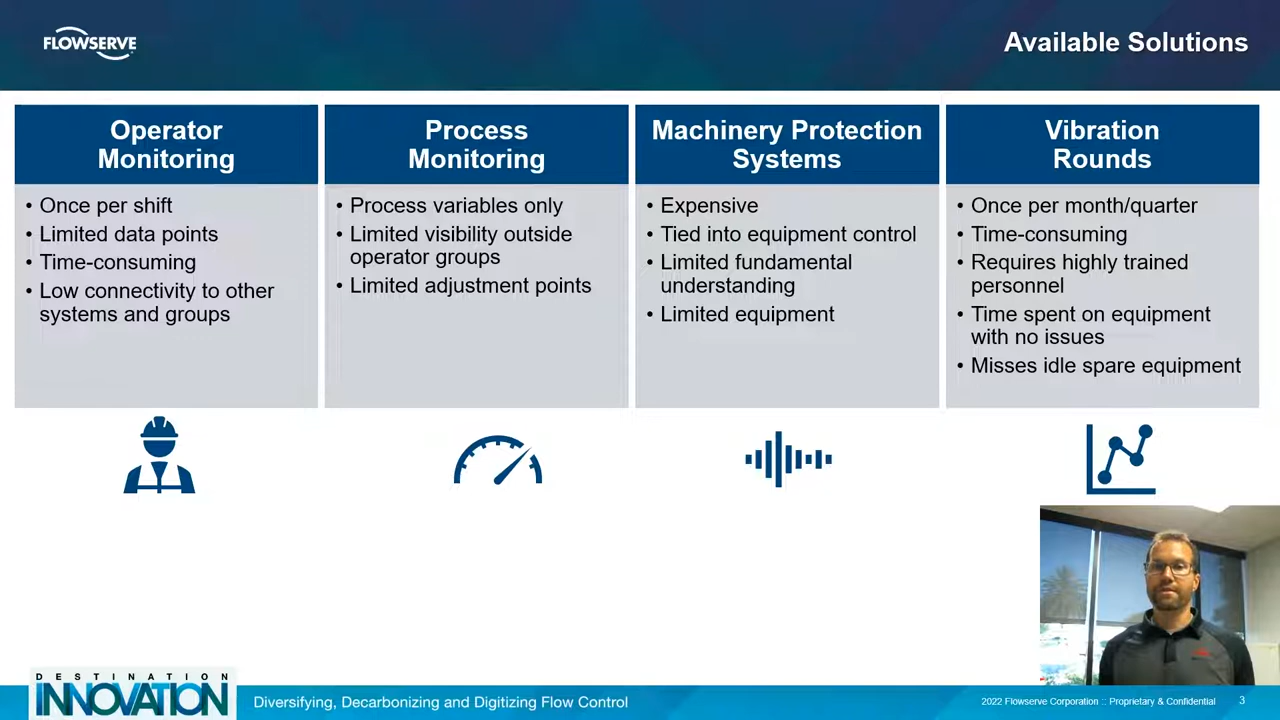 FLOWSERVE
Available Solutions
Operator
Monitoring
• Once per shift
• Limited data points
• Time-consuming
• Low connectivity to other
systems and groups
Process
Monitoring
• Process variables only
• Limited visibility outside
operator groups
• Limited adjustment points
Machinery Protection
Systems
• Expensive
• Tied into equipment control
• Limited fundamental
understanding
• Limited equipment
Vibration
Rounds
• Once per month/quarter
• Time-consuming
• Requires highly trained
personnel
• Time spent on equipment
with no issues
• Misses idle spare equipment
DESTINATION
INNOVATION
Diversifying, Decarbonizing and Digitizing Flow Control
2022 Flowserve Corporation :: Proprietary & Confidential
3